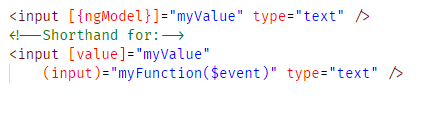 <input [{ngModel}]="myValue" type="text" />
<!--Shorthand for:-->
<input [value]="myValue"
(input)="myFunction($event)" type="text" />